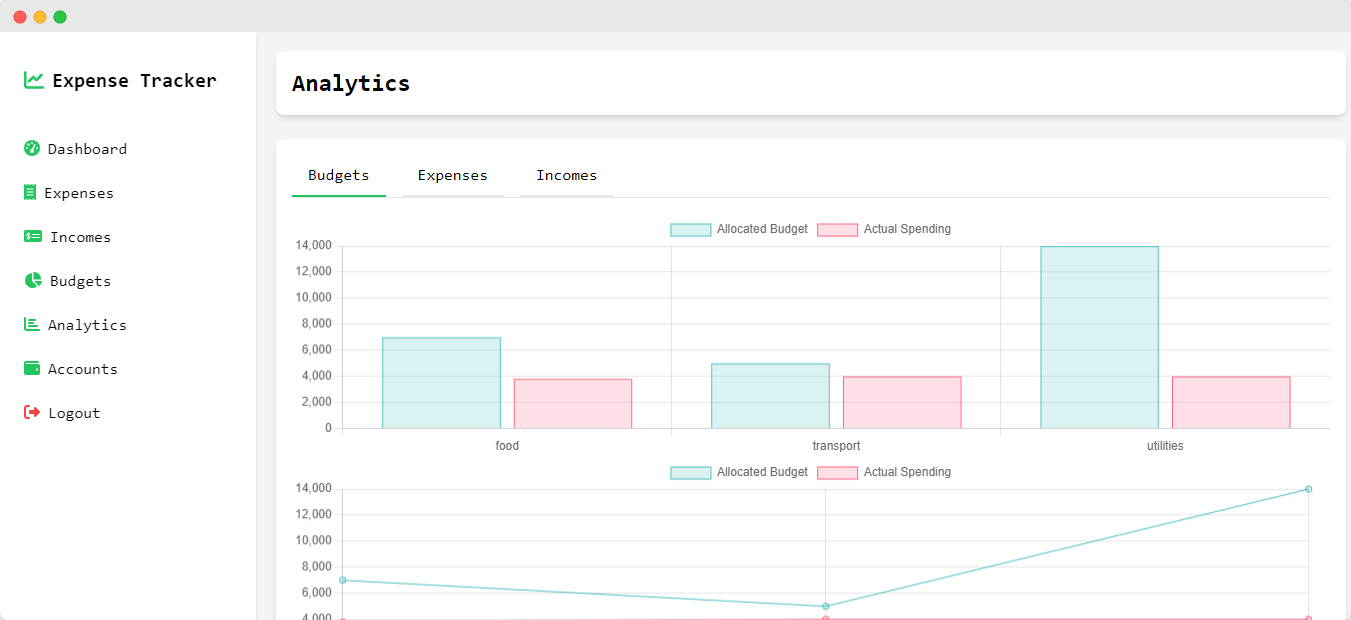 Expense Tracker
Dashboard
Expenses
Incomes
Budgets
Analytics
Accounts
Logout
Analytics
Budgets Expenses Incomes
Allocated Budget Actual Spending
14,000
12,000
10,000
8,000
6,000
4,000
2,000
0
food transport utilities
Allocated Budget Actual Spending
14,000
12,000
10,000
8,000
6,000
4,000